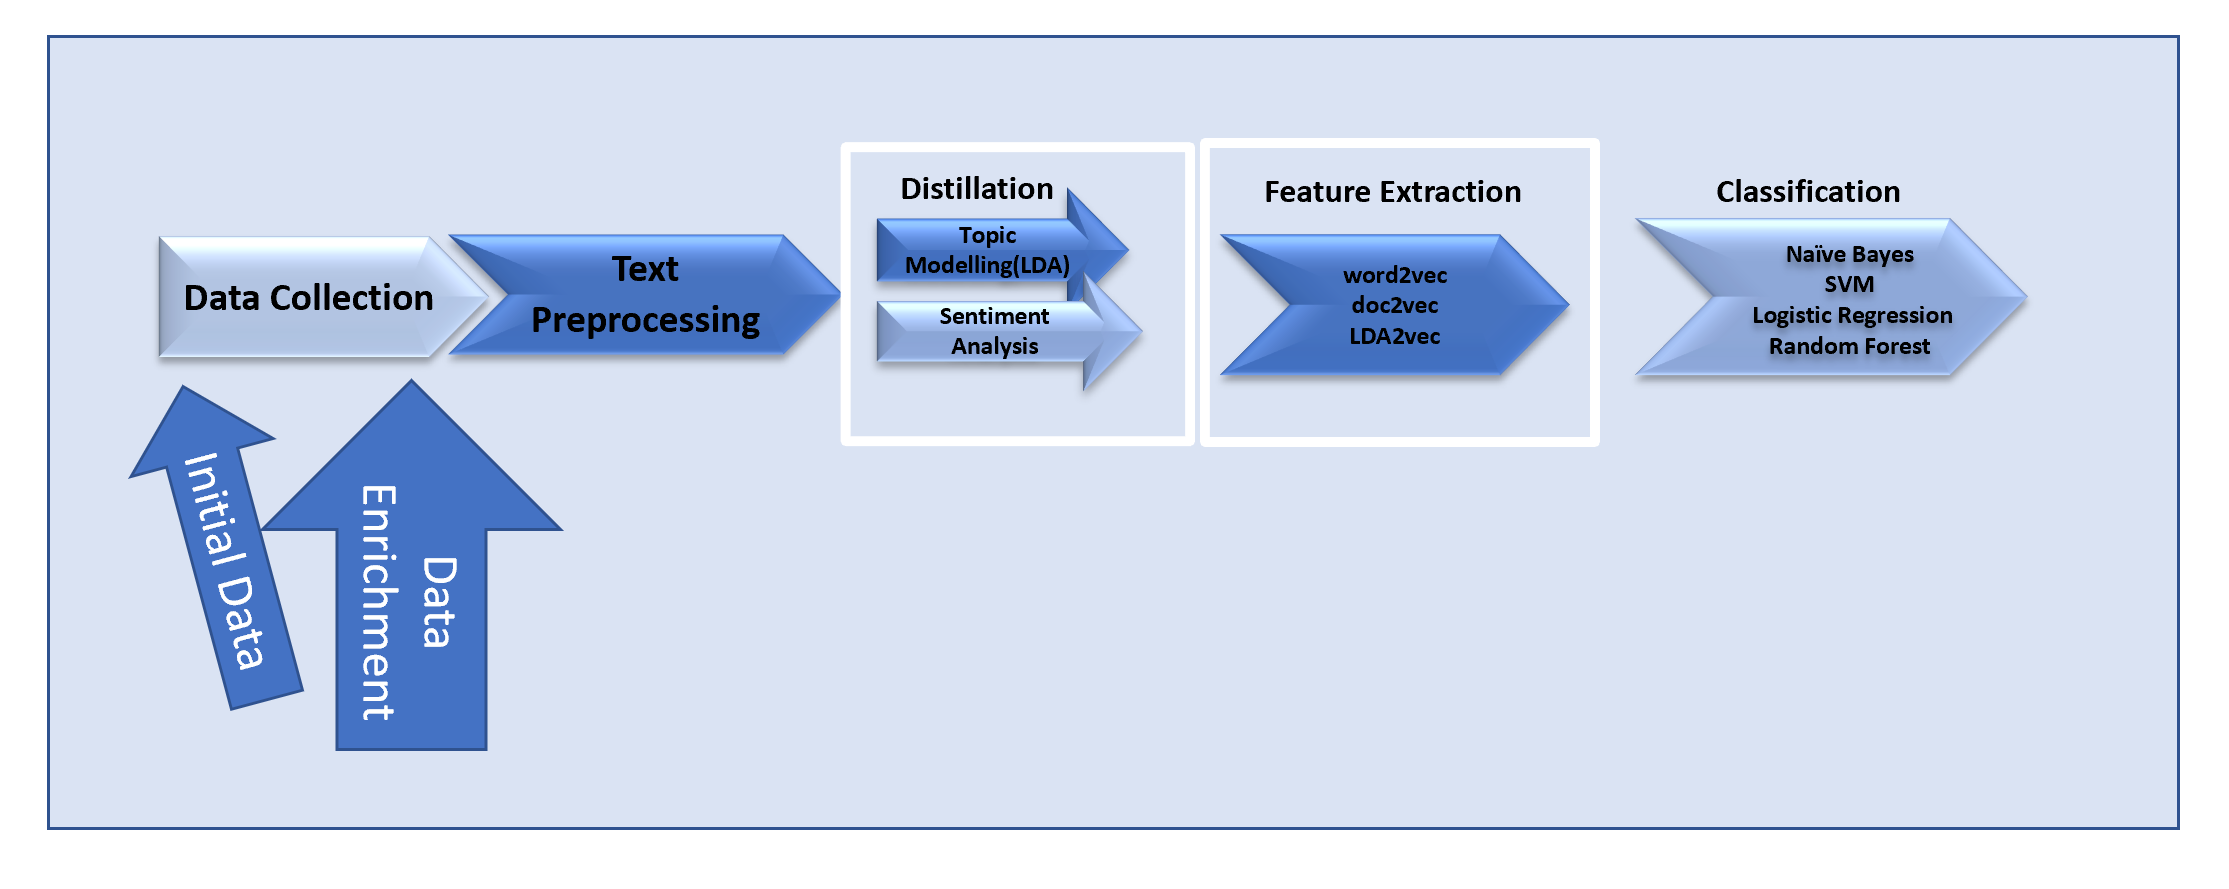 Data Collection
Text
Preprocessing
Distillation
Topic
Modelling(LDA)
Sentiment
Analysis
Feature Extraction
word2vec
doc2vec
LDA2vec
Classification
Naïve Bayes
SVM
Logistic Regression
Random Forest
Initial Data
Data
Enrichment